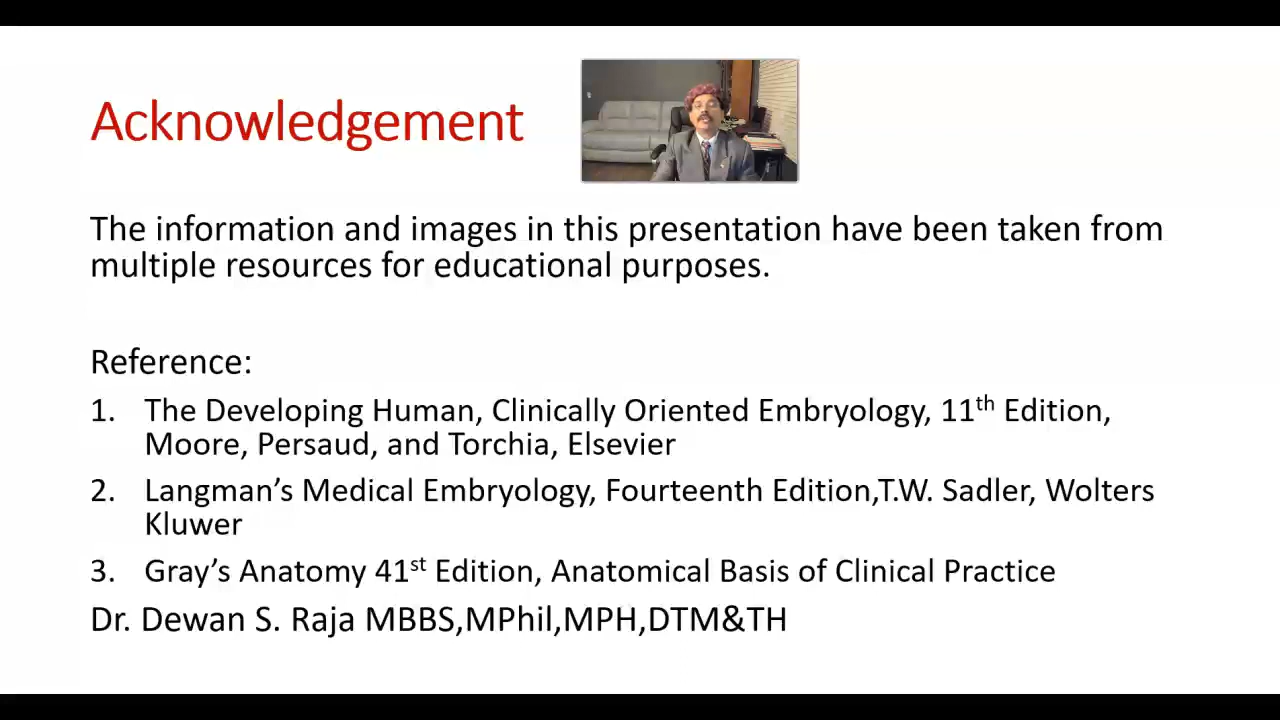 Acknowledgement
The information and images in this presentation have been taken from
multiple resources for educational purposes.
Reference:
1. The Developing Human, Clinically Oriented Embryology, 11th Edition,
Moore, Persaud, and Torchia, Elsevier
2. Langman’s Medical Embryology, Fourteenth Edition,T.W. Sadler, Wolters
Kluwer
3. Gray’s Anatomy 41st Edition, Anatomical Basis of Clinical Practice
Dr. Dewan S. Raja MBBS,MPhil,MPH,DTM&TH